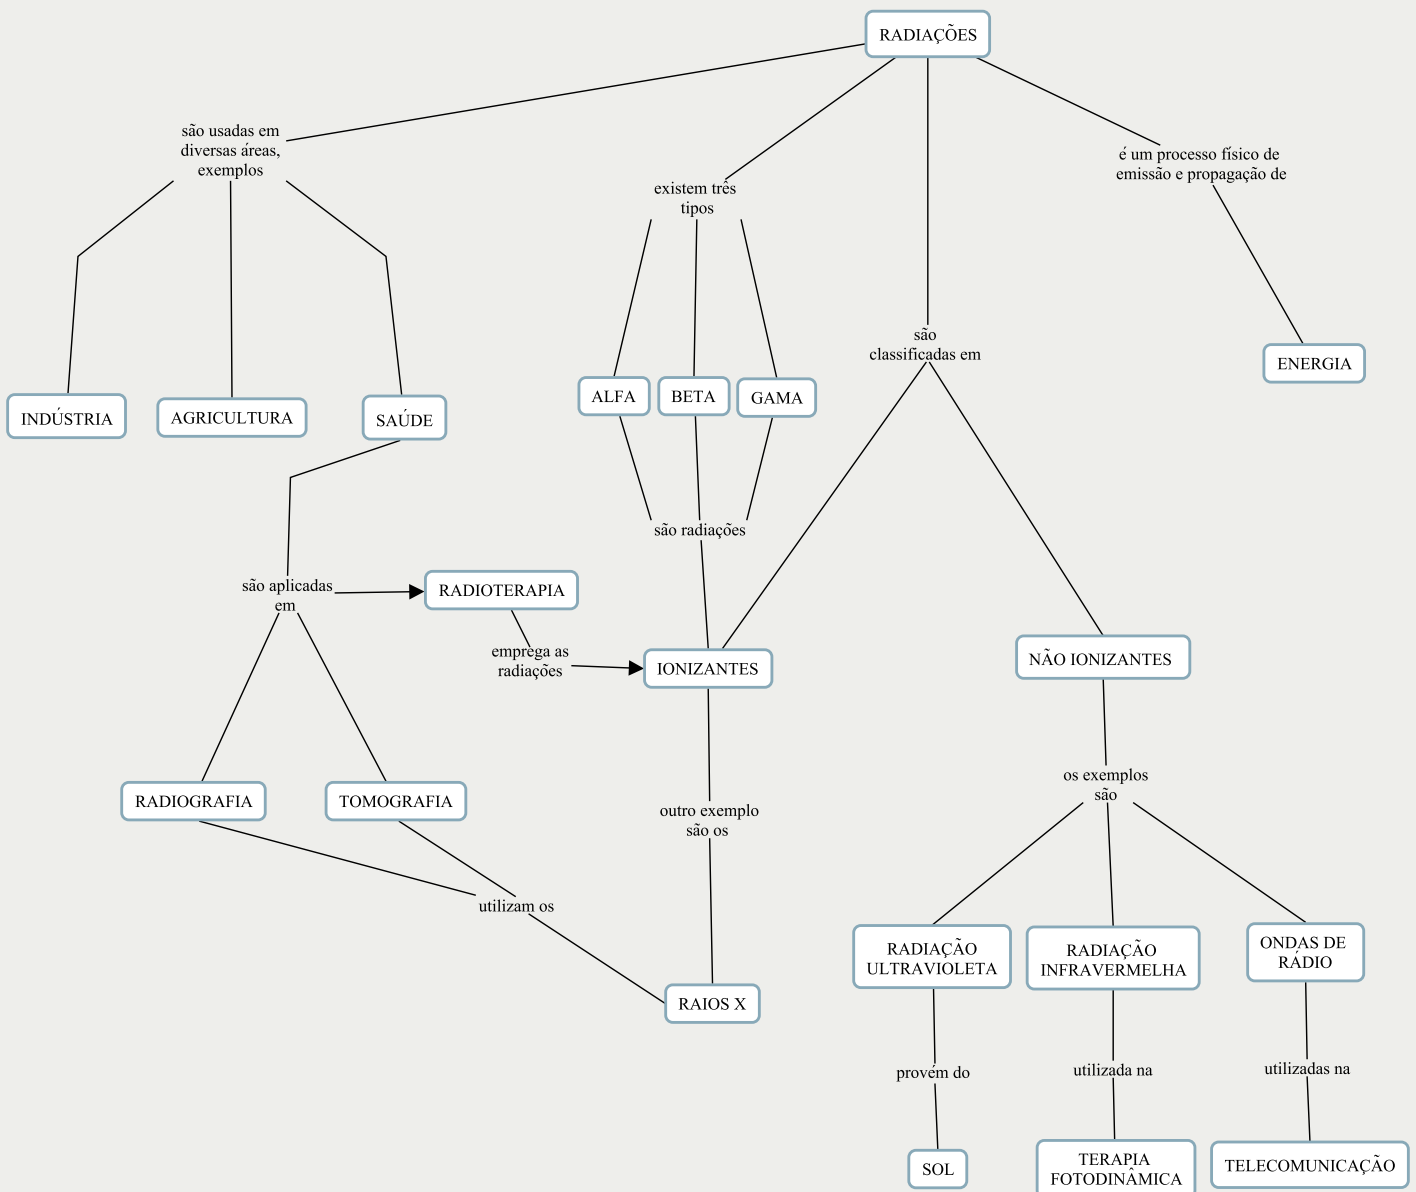 RADIAÇÕES
são usadas em
diversas áreas,
exemplos
existem três
tipos
é um processo físico de
emissão e propagação de
são
classificadas em
ENERGIA
INDÚSTRIA
AGRICULTURA
SAÚDE
ALFA
BETA
GAMA
são radiações
são aplicadas
em
RADIOTERAPIA
emprega as
radiações
IONIZANTES
NÃO IONIZANTES
RADIOGRAFIA
TOMOGRAFIA
outro exemplo
são os
os exemplos
são
utilizam os
RAIOS X
RADIAÇÃO
ULTRAVIOLETA
RADIAÇÃO
INFRAVERMELHA
ONDAS DE
RÁDIO
provém do
utilizada na
utilizadas na
SOL
TERAPIA
FOTODINÂMICA
TELECOMUNICAÇÃO